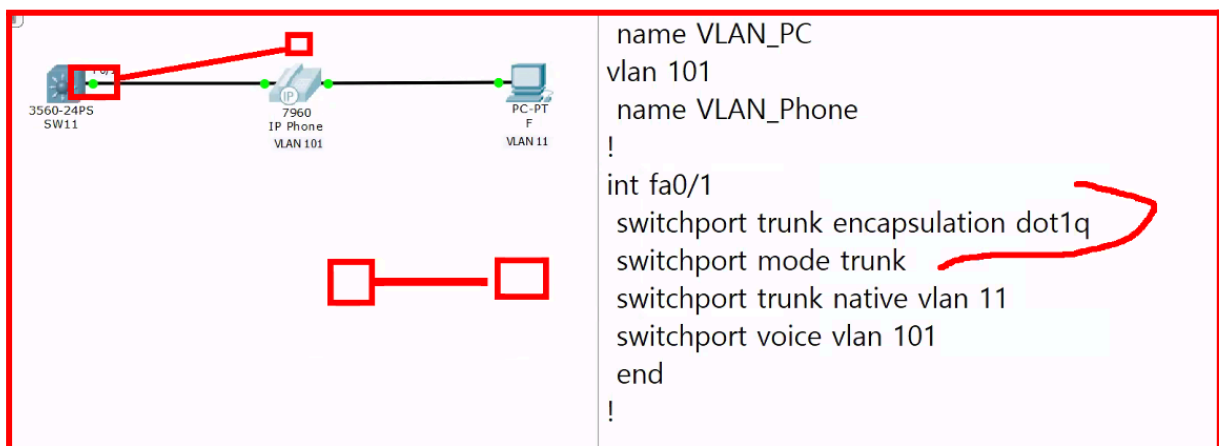 3560-24PS
SW11
7960
IP Phone
VLAN 101
PC-PT
F
VLAN 11
name VLAN_PC
vlan 101
name VLAN_Phone
!
int fa0/1
switchport trunk encapsulation dot1q
switchport mode trunk
switchport trunk native vlan 11
switchport voice vlan 101
end
!